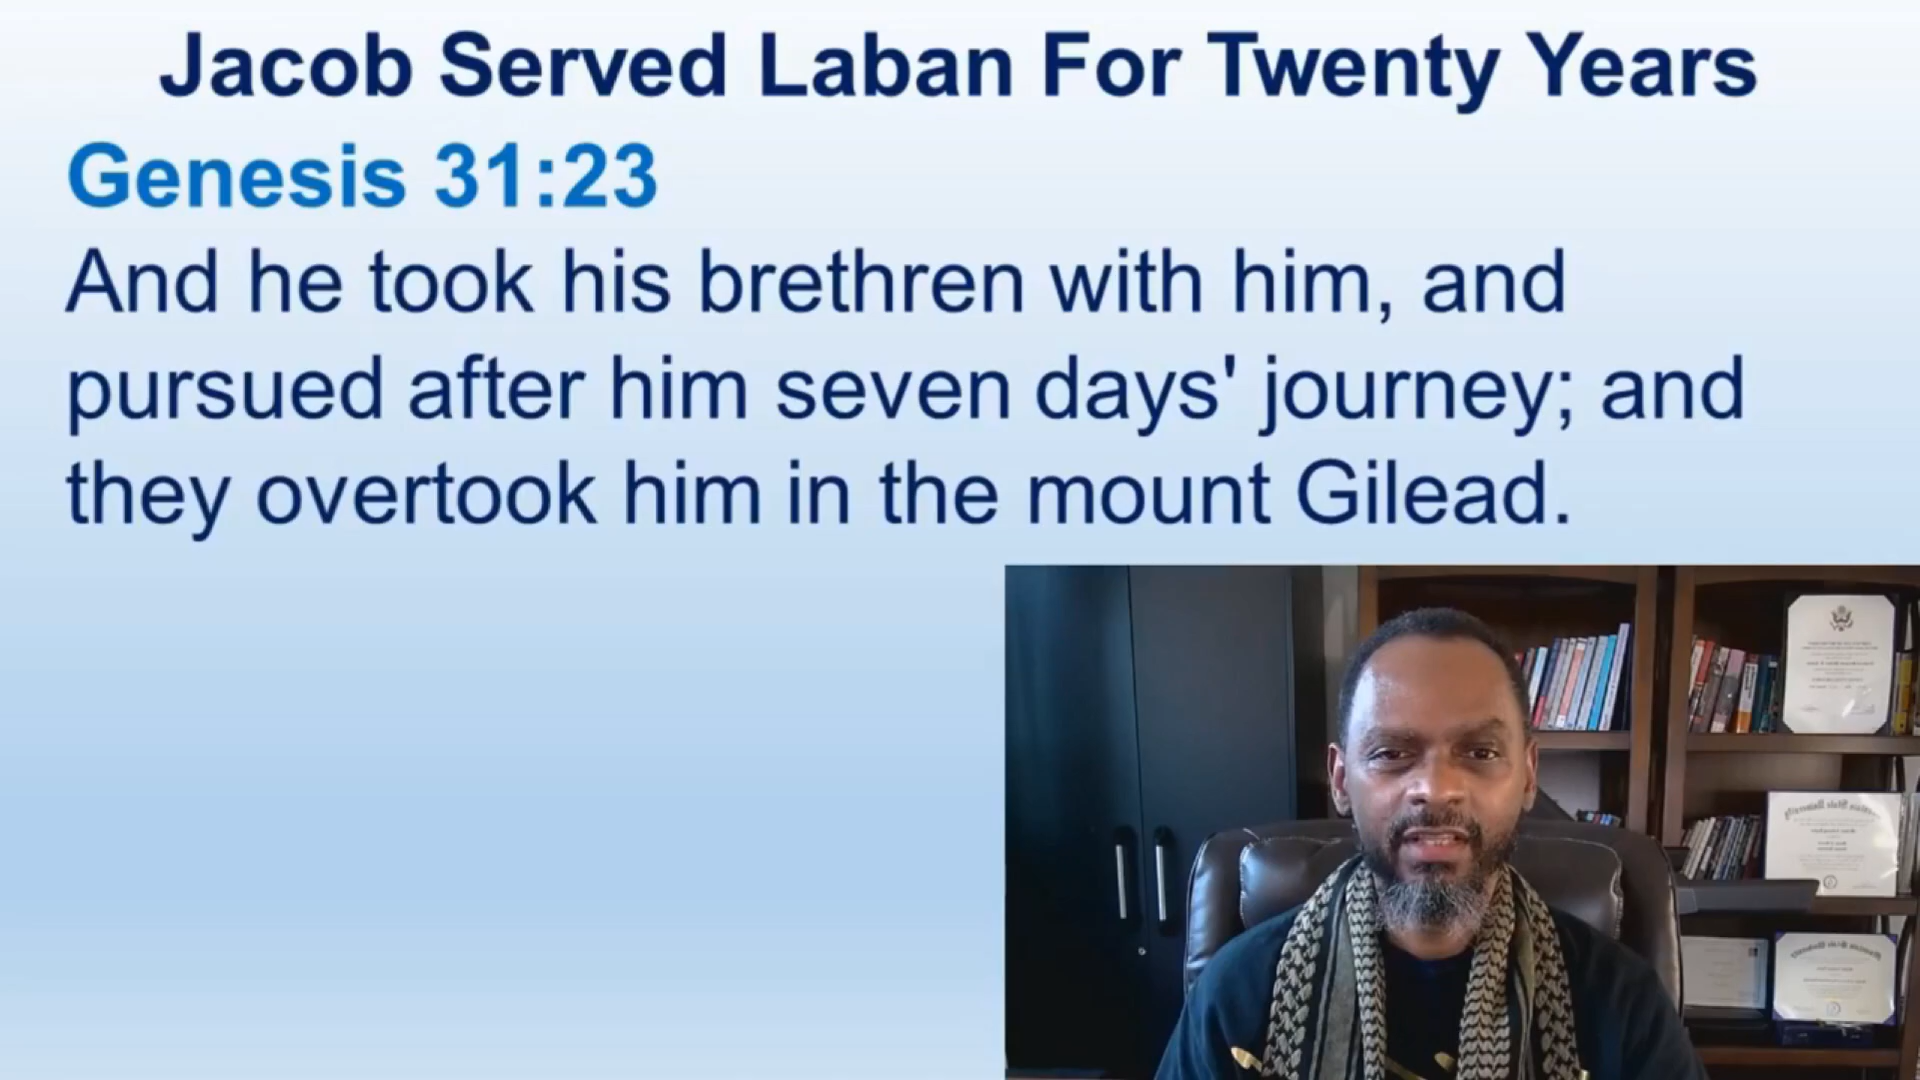 Jacob Served Laban For Twenty Years
Genesis 31:23
And he took his brethren with him, and
pursued after him seven days' journey; and
they overtook him in the mount Gilead.